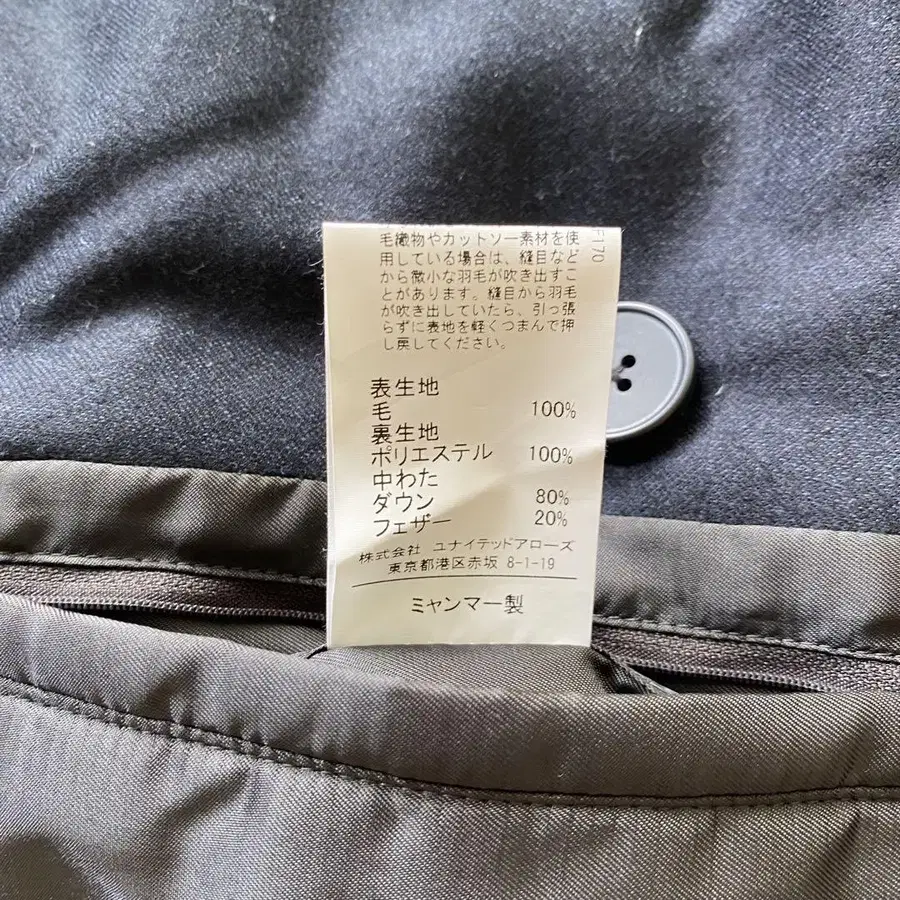 毛織物やカットソー素材を使
用している場合は、縫目など
から微小な羽毛が吹き出すこ
とがあります。縫目から羽毛
が吹き出していたら、引っ張
らずに表地を軽くつまんで押
し戻してください。
F170
表生地
毛 100%
裏生地
ポリエステル 100%
中わた
ダウン 80%
フェザー 20%
株式会社 ユナイテッドアローズ
東京都港区赤坂 8-1-19
ミャンマー製